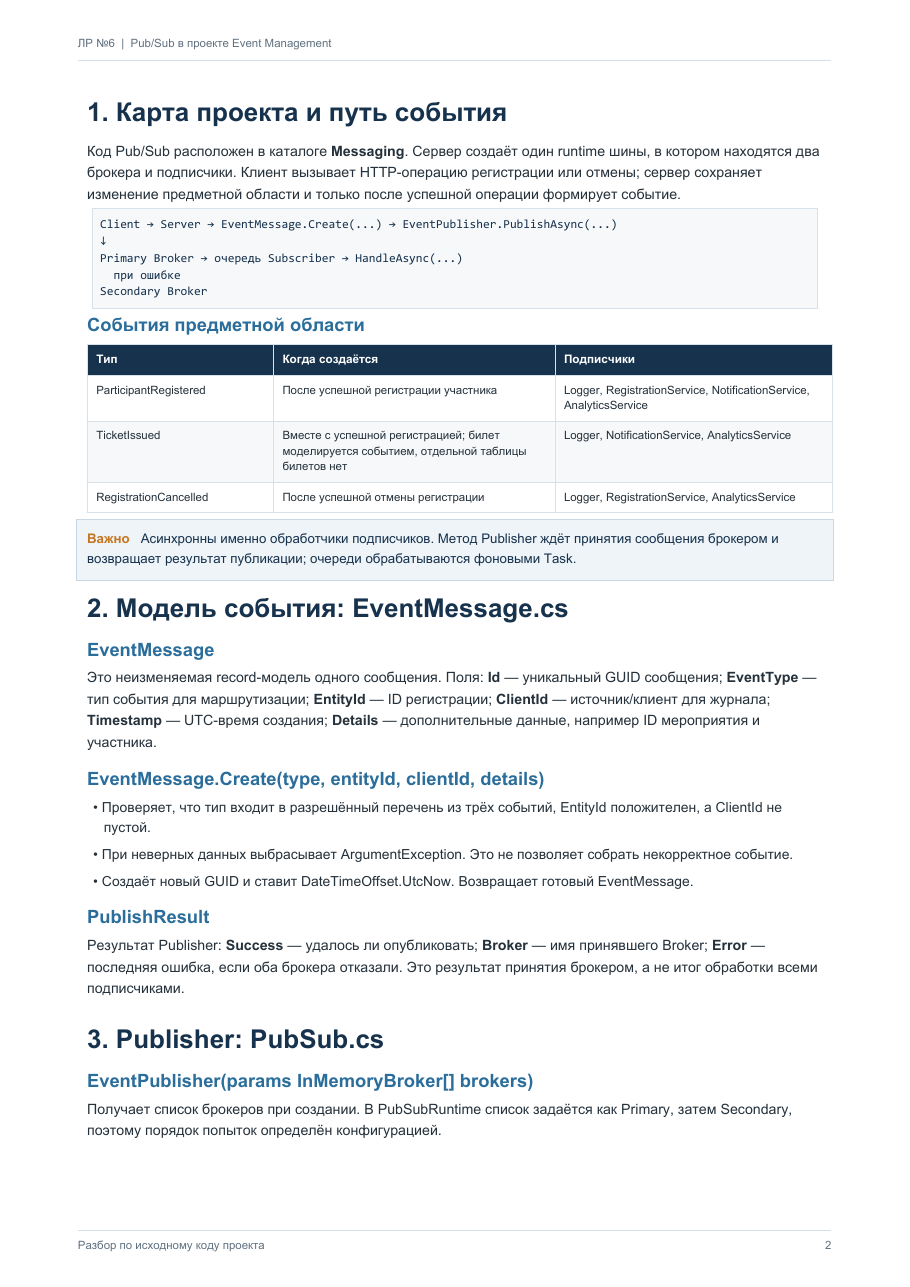 ЛР №6 | Pub/Sub в проекте Event Management
1. Карта проекта и путь события
Код Pub/Sub расположен в каталоге Messaging. Сервер создаёт один runtime шины, в котором находятся два
брокера и подписчики. Клиент вызывает HTTP-операцию регистрации или отмены; сервер сохраняет
изменение предметной области и только после успешной операции формирует событие.
Client → Server → EventMessage.Create(...) → EventPublisher.PublishAsync(...)
↓
Primary Broker → очередь Subscriber → HandleAsync(...)
при ошибке
Secondary Broker
События предметной области
Тип Когда создаётся Подписчики
ParticipantRegistered После успешной регистрации участника Logger, RegistrationService, NotificationService,
AnalyticsService
TicketIssued Вместе с успешной регистрацией; билет Logger, NotificationService, AnalyticsService
моделируется событием, отдельной таблицы
билетов нет
RegistrationCancelled После успешной отмены регистрации Logger, RegistrationService, AnalyticsService
Важно Асинхронны именно обработчики подписчиков. Метод Publisher ждёт принятия сообщения брокером и
возвращает результат публикации; очереди обрабатываются фоновыми Task.
2. Модель события: EventMessage.cs
EventMessage
Это неизменяемая record-модель одного сообщения. Поля: Id — уникальный GUID сообщения; EventType —
тип события для маршрутизации; EntityId — ID регистрации; ClientId — источник/клиент для журнала;
Timestamp — UTC-время создания; Details — дополнительные данные, например ID мероприятия и
участника.
EventMessage.Create(type, entityId, clientId, details)
• Проверяет, что тип входит в разрешённый перечень из трёх событий, EntityId положителен, а ClientId не
пустой.
• При неверных данных выбрасывает ArgumentException. Это не позволяет собрать некорректное событие.
• Создаёт новый GUID и ставит DateTimeOffset.UtcNow. Возвращает готовый EventMessage.
PublishResult
Результат Publisher: Success — удалось ли опубликовать; Broker — имя принявшего Broker; Error —
последняя ошибка, если оба брокера отказали. Это результат принятия брокером, а не итог обработки всеми
подписчиками.
3. Publisher: PubSub.cs
EventPublisher(params InMemoryBroker[] brokers)
Получает список брокеров при создании. В PubSubRuntime список задаётся как Primary, затем Secondary,
поэтому порядок попыток определён конфигурацией.
Разбор по исходному коду проекта 2